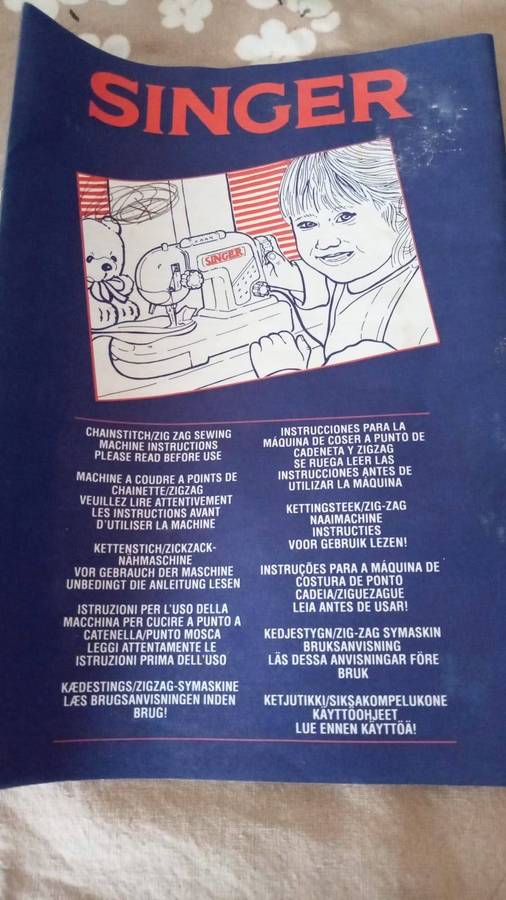 SINGER
SINGER
CHAINSTITCH/ZIG ZAG SEWING
MACHINE INSTRUCTIONS
PLEASE READ BEFORE USE
MACHINE A COUDRE A POINTS DE
CHAINETTE/ZIGZAG
VEUILLEZ LIRE ATTENTIVEMENT
LES INSTRUCTIONS AVANT
D'UTILISER LA MACHINE
KETTENSTICH/ZICKZACK-
NÄHMASCHINE
VOR GEBRAUCH DER MASCHINE
UNBEDINGT DIE ANLEITUNG LESEN
ISTRUZIONI PER L'USO DELLA
MACCHINA PER CUCIRE A PUNTO A
CATENELLA/PUNTO MOSCA
LEGGI ATTENTAMENTE LE
ISTRUZIONI PRIMA DELL'USO
KÆDESTINGS/ZIGZAG-SYMASKINE
LÆS BRUGSANVISNINGEN INDEN
BRUG!
INSTRUCCIONES PARA LA
MÁQUINA DE COSER A PUNTO DE
CADENETA Y ZIGZAG
SE RUEGA LEER LAS
INSTRUCCIONES ANTES DE
UTILIZAR LA MÁQUINA
KETTINGSTEEK/ZIG-ZAG
NAAIMACHINE
INSTRUCTIES
VOOR GEBRUIK LEZEN!
INSTRUÇÕES PARA A MÁQUINA DE
COSTURA DE PONTO
CADEIA/ZIGUEZAGUE
LEIA ANTES DE USAR!
KEDJESTYGN/ZIG-ZAG SYMASKIN
BRUKSANVISNING
LÄS DESSA ANVISNINGAR FÖRE
BRUK
KETJUTIKKI/SIKSAKOMPELUKONE
KÄYTTÖOHJEET
LUE ENNEN KÄYTTÖÄ!